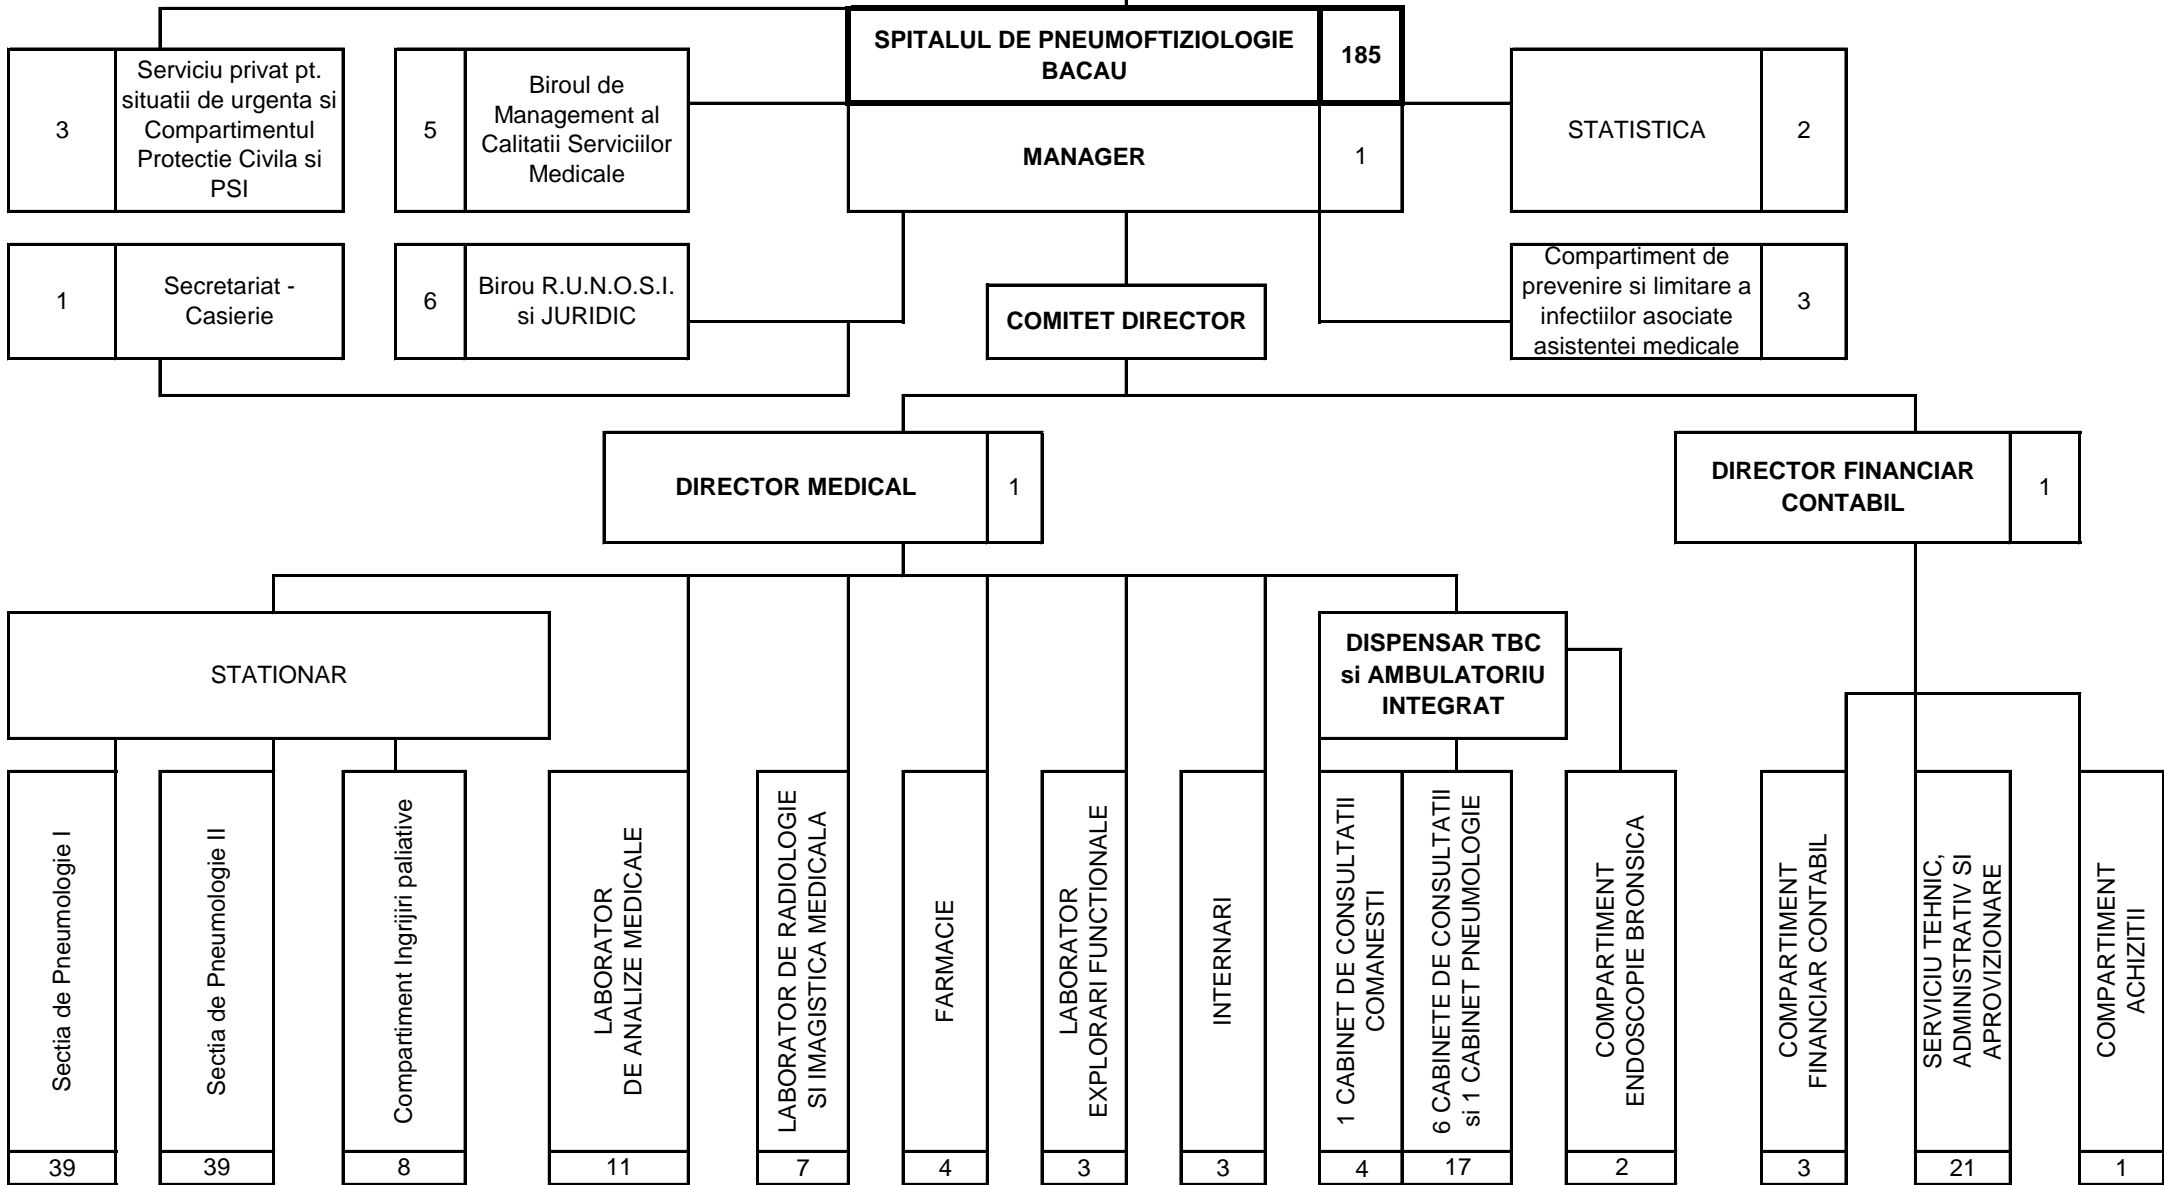 SPITALUL DE PNEUMOFTIZIOLOGIE
BACAU
185
3
Serviciu privat pt.
situatii de urgenta si
Compartimentul
Protectie Civila si
PSI
5
Biroul de
Management al
Calitatii Serviciilor
Medicale
MANAGER
1
STATISTICA
2
1
Secretariat -
Casierie
6
Birou R.U.N.O.S.I.
si JURIDIC
COMITET DIRECTOR
Compartiment de
prevenire si limitare a
infectiilor asociate
asistentei medicale
3
DIRECTOR MEDICAL
1
DIRECTOR FINANCIAR
CONTABIL
1
STATIONAR
DISPENSAR TBC
si AMBULATORIU
INTEGRAT
Sectia de Pneumologie I
39
Sectia de Pneumologie II
39
Compartiment Ingrijiri paliative
8
LABORATOR
DE ANALIZE MEDICALE
11
LABORATOR DE RADIOLOGIE
SI IMAGISTICA MEDICALA
7
FARMACIE
4
LABORATOR
EXPLORARI FUNCTIONALE
3
INTERNARI
3
1 CABINET DE CONSULTATII
COMANESTI
4
6 CABINETE DE CONSULTATII
si 1 CABINET PNEUMOLOGIE
17
COMPARTIMENT
ENDOSCOPIE BRONSICA
2
COMPARTIMENT
FINANCIAR CONTABIL
3
SERVICIU TEHNIC,
ADMINISTRATIV SI
APROVIZIONARE
21
COMPARTIMENT
ACHIZITII
1